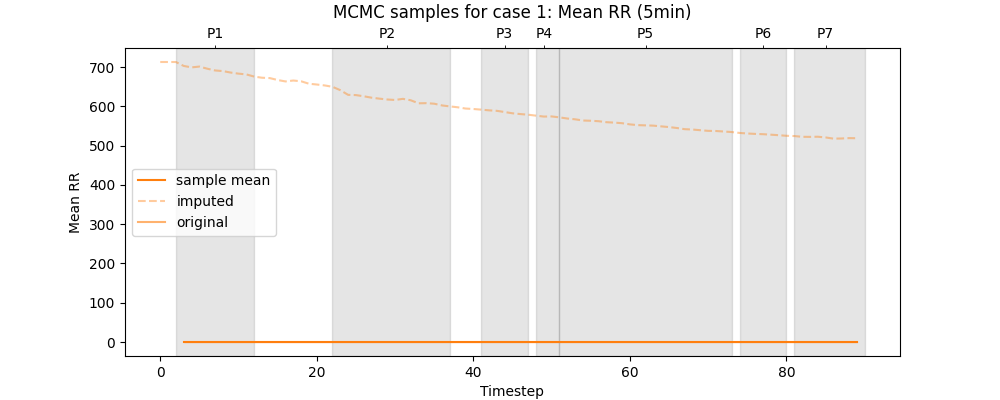 MCMC samples for case 1: Mean RR (5min)
P1 P2 P3 P4 P5 P6 P7
700
600
500
400
300
200
100
0
Mean RR
sample mean
imputed
original
0 20 40 60 80
Timestep